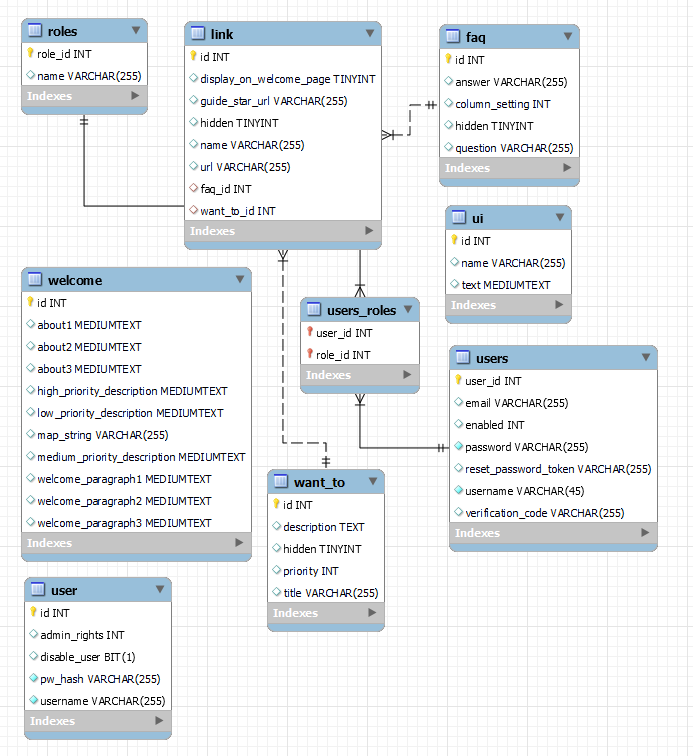 roles
role_id INT
name VARCHAR(255)
Indexes
link
id INT
display_on_welcome_page TINYINT
guide_star_url VARCHAR(255)
hidden TINYINT
name VARCHAR(255)
url VARCHAR(255)
faq_id INT
want_to_id INT
Indexes
faq
id INT
answer VARCHAR(255)
column_setting INT
hidden TINYINT
question VARCHAR(255)
Indexes
ui
id INT
name VARCHAR(255)
text MEDIUMTEXT
Indexes
welcome
id INT
about1 MEDIUMTEXT
about2 MEDIUMTEXT
about3 MEDIUMTEXT
high_priority_description MEDIUMTEXT
low_priority_description MEDIUMTEXT
map_string VARCHAR(255)
medium_priority_description MEDIUMTEXT
welcome_paragraph1 MEDIUMTEXT
welcome_paragraph2 MEDIUMTEXT
welcome_paragraph3 MEDIUMTEXT
Indexes
users_roles
user_id INT
role_id INT
Indexes
users
user_id INT
email VARCHAR(255)
enabled INT
password VARCHAR(255)
reset_password_token VARCHAR(255)
username VARCHAR(45)
verification_code VARCHAR(255)
Indexes
want_to
id INT
description TEXT
hidden TINYINT
priority INT
title VARCHAR(255)
Indexes
user
id INT
admin_rights INT
disable_user BIT(1)
pw_hash VARCHAR(255)
username VARCHAR(255)
Indexes